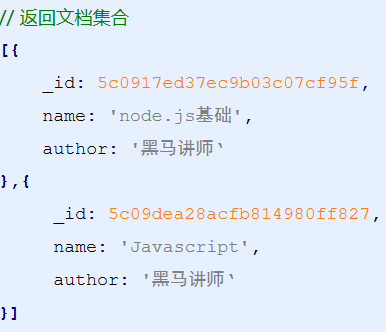 // 返回文档集合
[{
_id: 5c0917ed37ec9b03c07cf95f,
name: 'node.js基础',
author: '黑马讲师‘
},{
_id: 5c09dea28acfb814980ff827,
name: 'Javascript',
author: '黑马讲师‘
}]